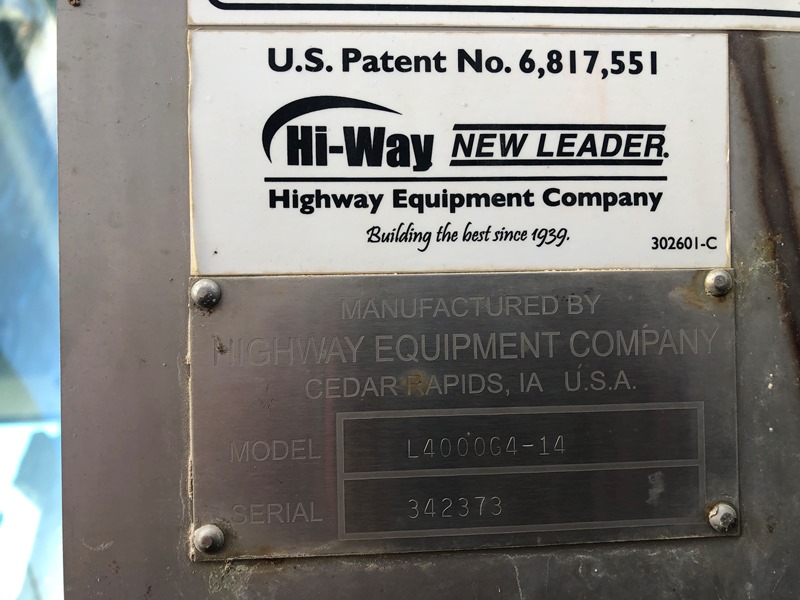 U.S. Patent No. 6,817,551
Hi-Way NEW LEADER.
Highway Equipment Company
Building the best since 1939.
302601-C
MANUFACTURED BY
HIGHWAY EQUIPMENT COMPANY
CEDAR RAPIDS, IA U.S.A.
MODEL L4000G4-14
SERIAL 342373